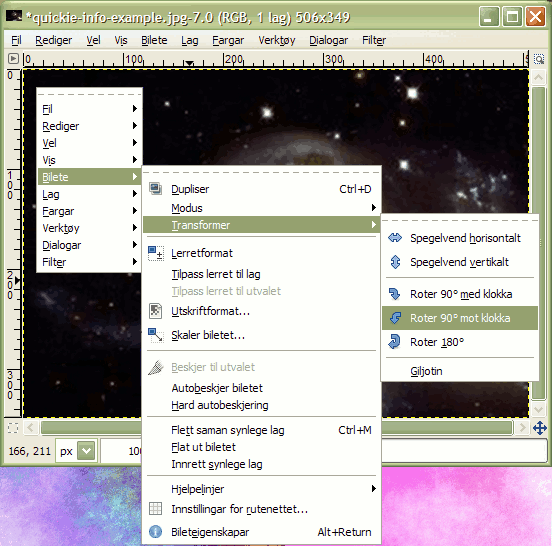 *quickie-info-example.jpg-7.0 (RGB, 1 lag) 506x349
Fil Rediger Vel Vis Bilete Lag Fargar Verktøy Dialogar Filter
0 100 200 300 400 500
0
100
200
300
Fil
Rediger
Vel
Vis
Bilete
Lag
Fargar
Verktøy
Dialogar
Filter
Dupliser Ctrl+D
Modus
Transformer
Lerretformat
Tilpass lerret til lag
Tilpass lerret til utvalet
Utskriftformat...
Skaler biletet...
Beskjer til utvalet
Autobeskjer biletet
Hard autobeskjering
Flett saman synlege lag Ctrl+M
Flat ut biletet
Innrett synlege lag
Hjelpelinjer
Innstillingar for rutenettet...
Bileteigenskapar Alt+Return
Spegelvend horisontalt
Spegelvend vertikalt
Roter 90° med klokka
Roter 90° mot klokka
Roter 180°
Giljotin
166, 211 px 100